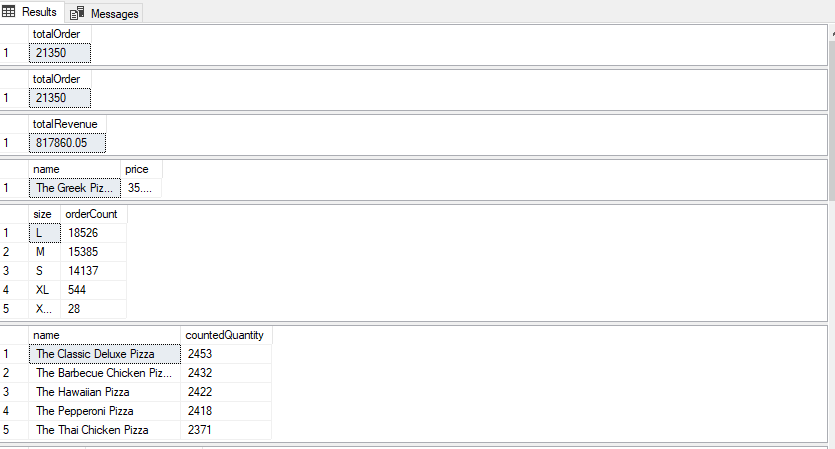 Results Messages
totalOrder
1 21350
totalOrder
1 21350
totalRevenue
1 817860.05
name price
1 The Greek Piz... 35....
size orderCount
1 L 18526
2 M 15385
3 S 14137
4 XL 544
5 X... 28
name countedQuantity
1 The Classic Deluxe Pizza 2453
2 The Barbecue Chicken Piz... 2432
3 The Hawaiian Pizza 2422
4 The Pepperoni Pizza 2418
5 The Thai Chicken Pizza 2371